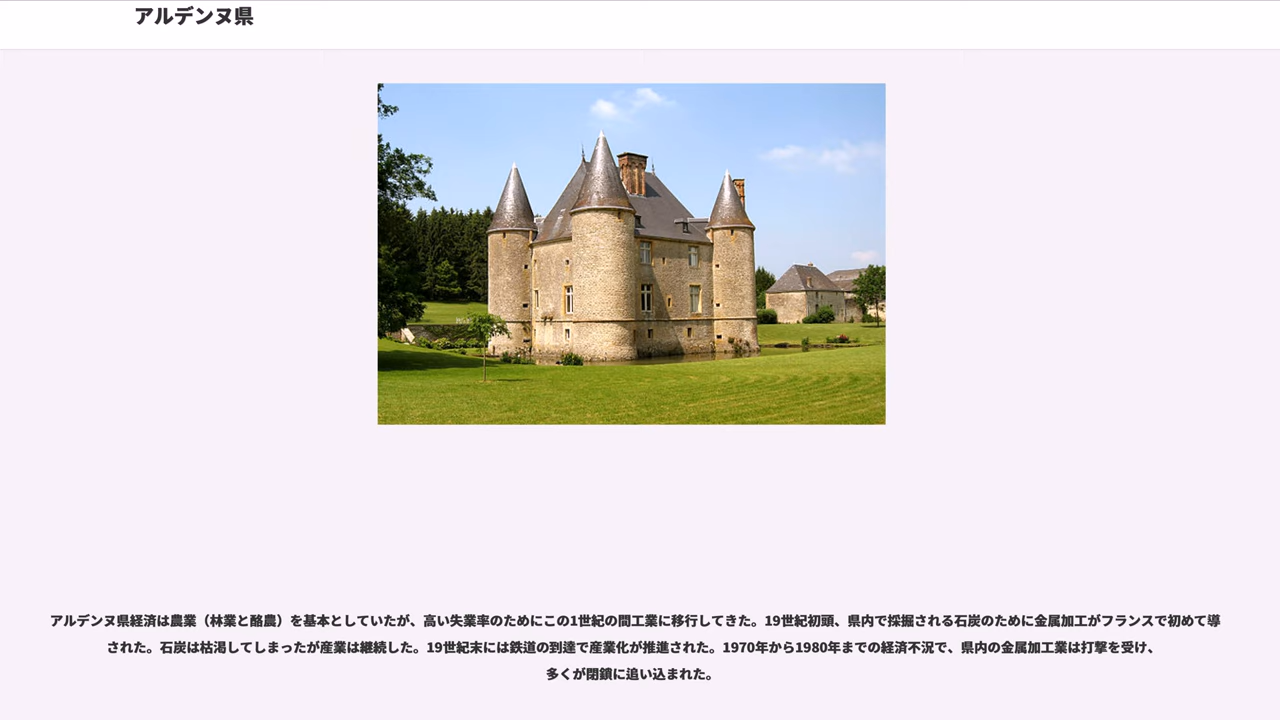 アルデンヌ県
アルデンヌ県経済は農業（林業と酪農）を基本としていたが、高い失業率のためにこの1世紀の間工業に移行してきた。19世紀初頭、県内で採掘される石炭のために金属加工がフランスで初めて導
された。石炭は枯渇してしまったが産業は継続した。19世紀末には鉄道の到達で産業化が推進された。1970年から1980年までの経済不況で、県内の金属加工業は打撃を受け、
多くが閉鎖に追い込まれた。